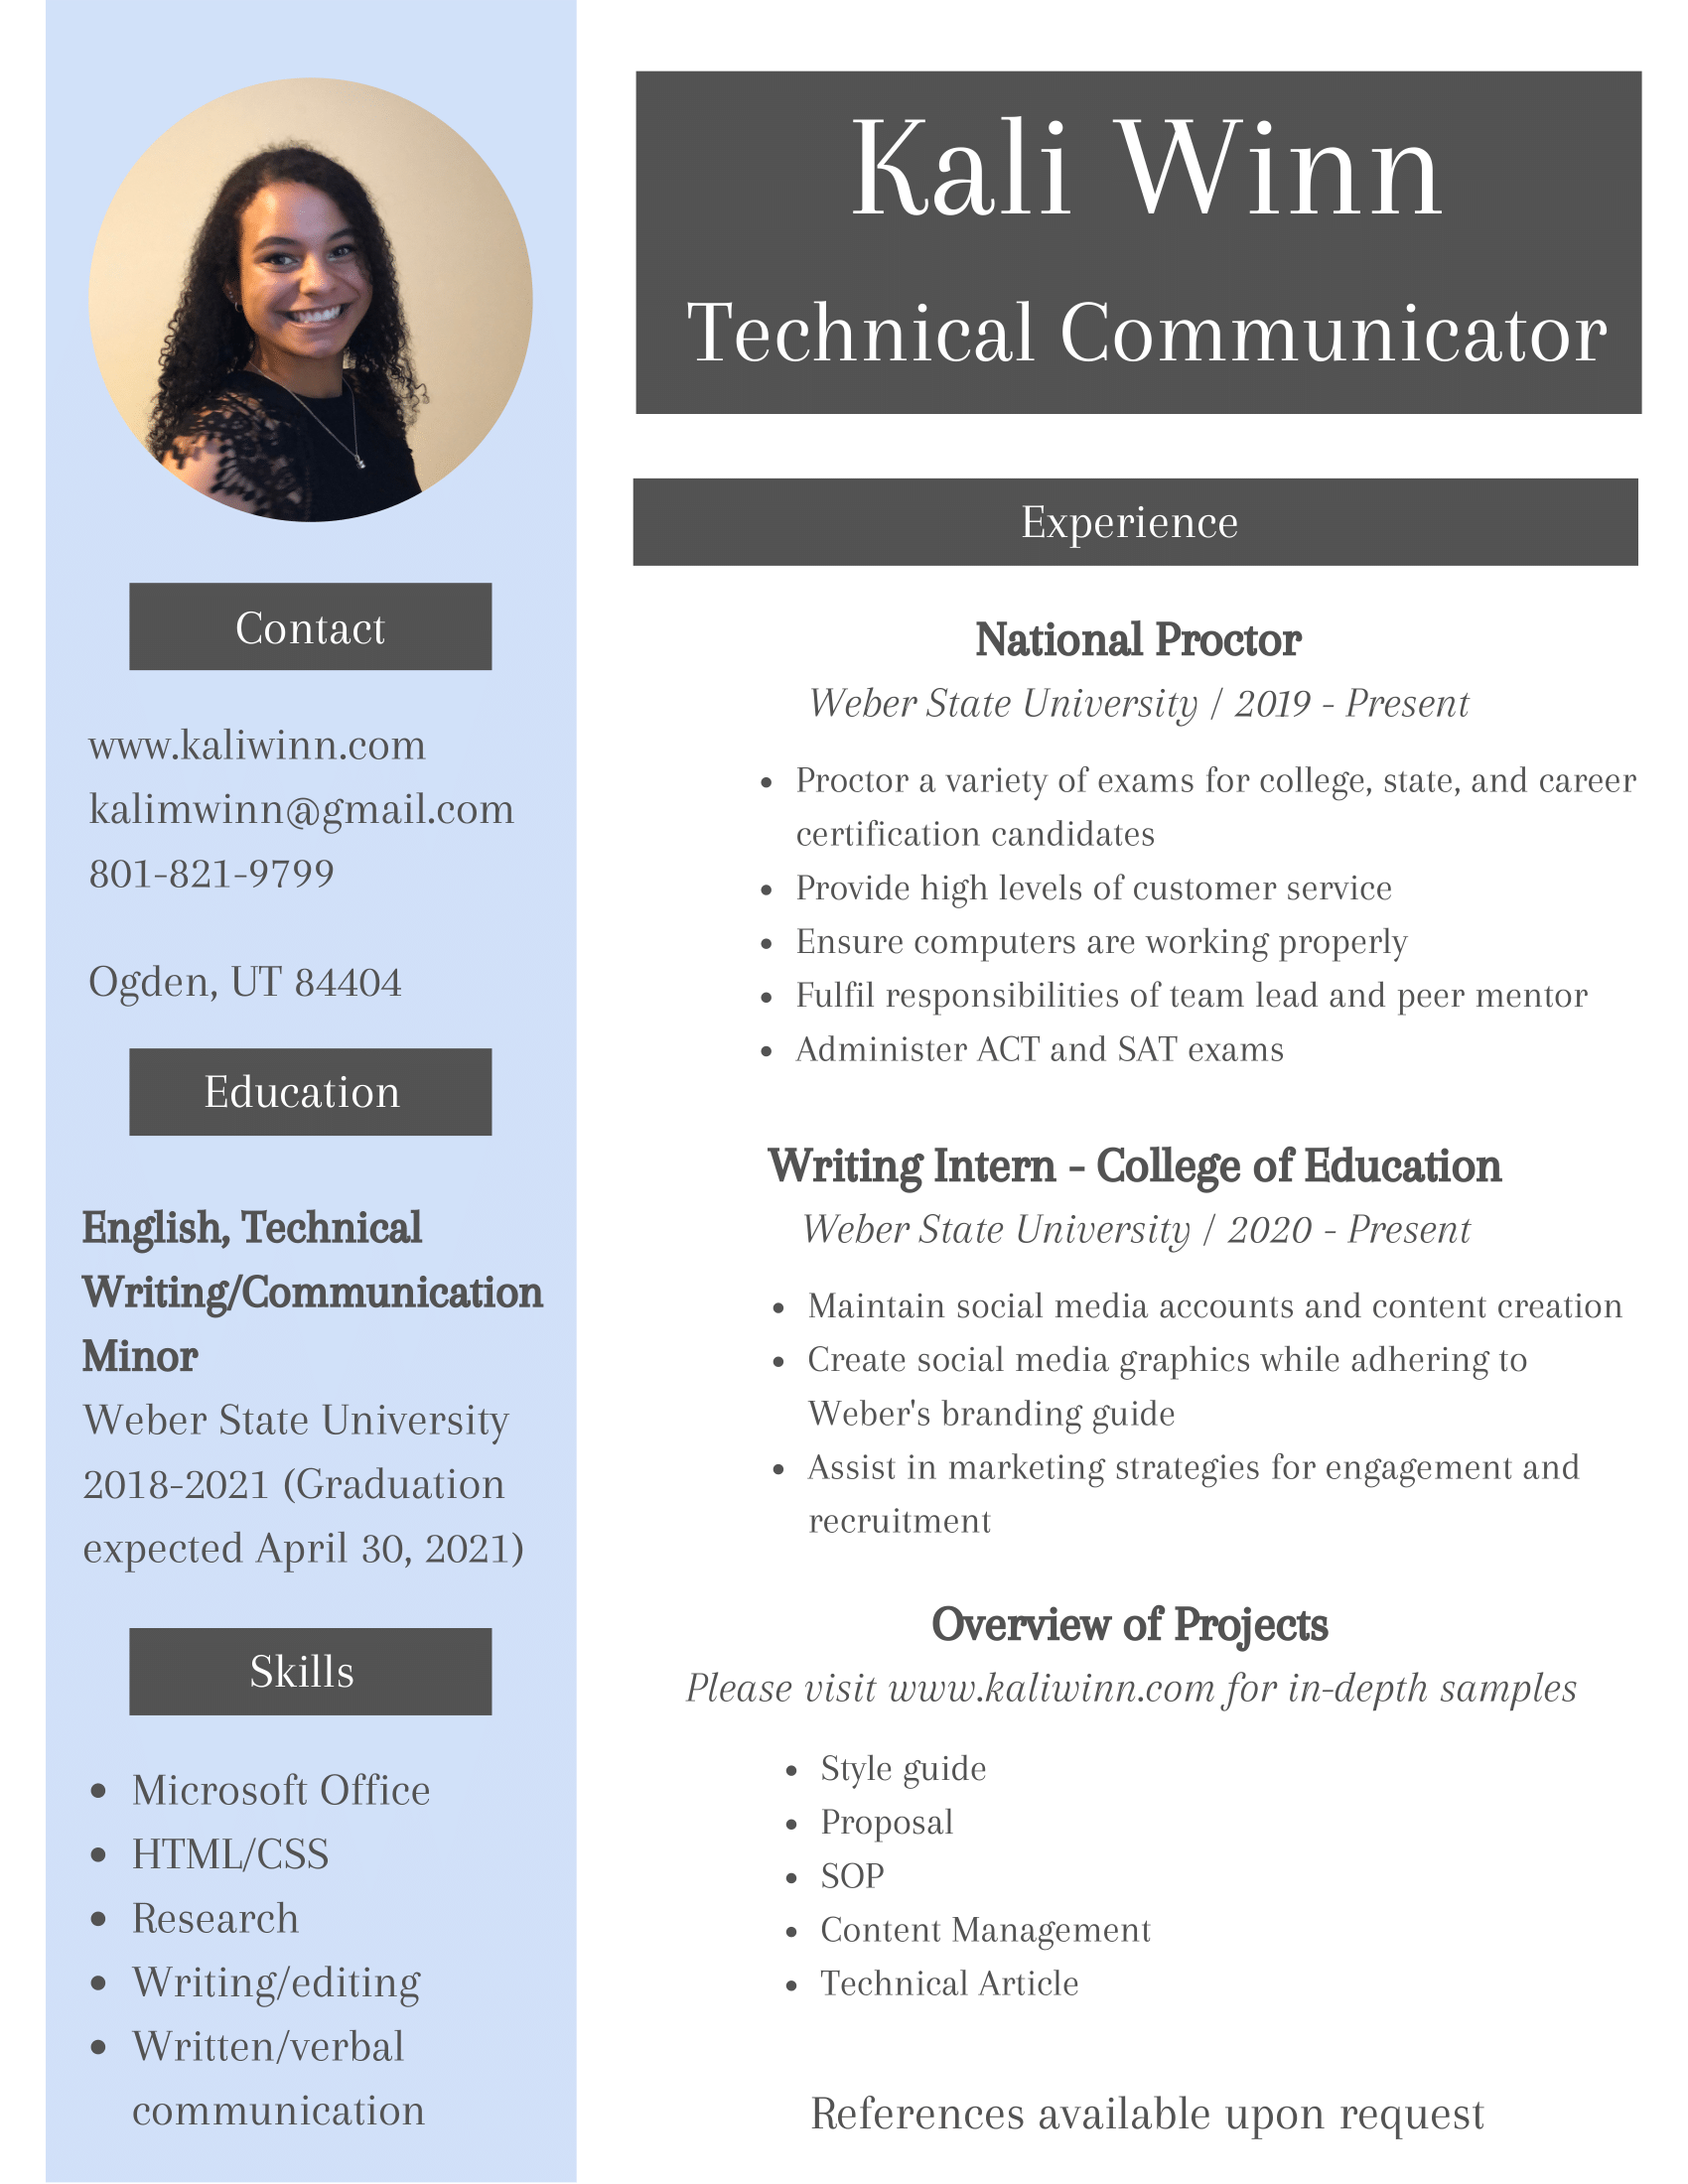 Kali Winn
Technical Communicator
Contact
www.kaliwinn.com
kalimwinn@gmail.com
801-821-9799
Ogden, UT 84404
Education
English, Technical
Writing/Communication
Minor
Weber State University
2018-2021 (Graduation
expected April 30, 2021)
Skills
• Microsoft Office
• HTML/CSS
• Research
• Writing/editing
• Written/verbal
communication
Experience
National Proctor
Weber State University / 2019 - Present
• Proctor a variety of exams for college, state, and career
certification candidates
• Provide high levels of customer service
• Ensure computers are working properly
• Fulfil responsibilities of team lead and peer mentor
• Administer ACT and SAT exams
Writing Intern - College of Education
Weber State University / 2020 - Present
• Maintain social media accounts and content creation
• Create social media graphics while adhering to
Weber's branding guide
• Assist in marketing strategies for engagement and
recruitment
Overview of Projects
Please visit www.kaliwinn.com for in-depth samples
• Style guide
• Proposal
• SOP
• Content Management
• Technical Article
References available upon request